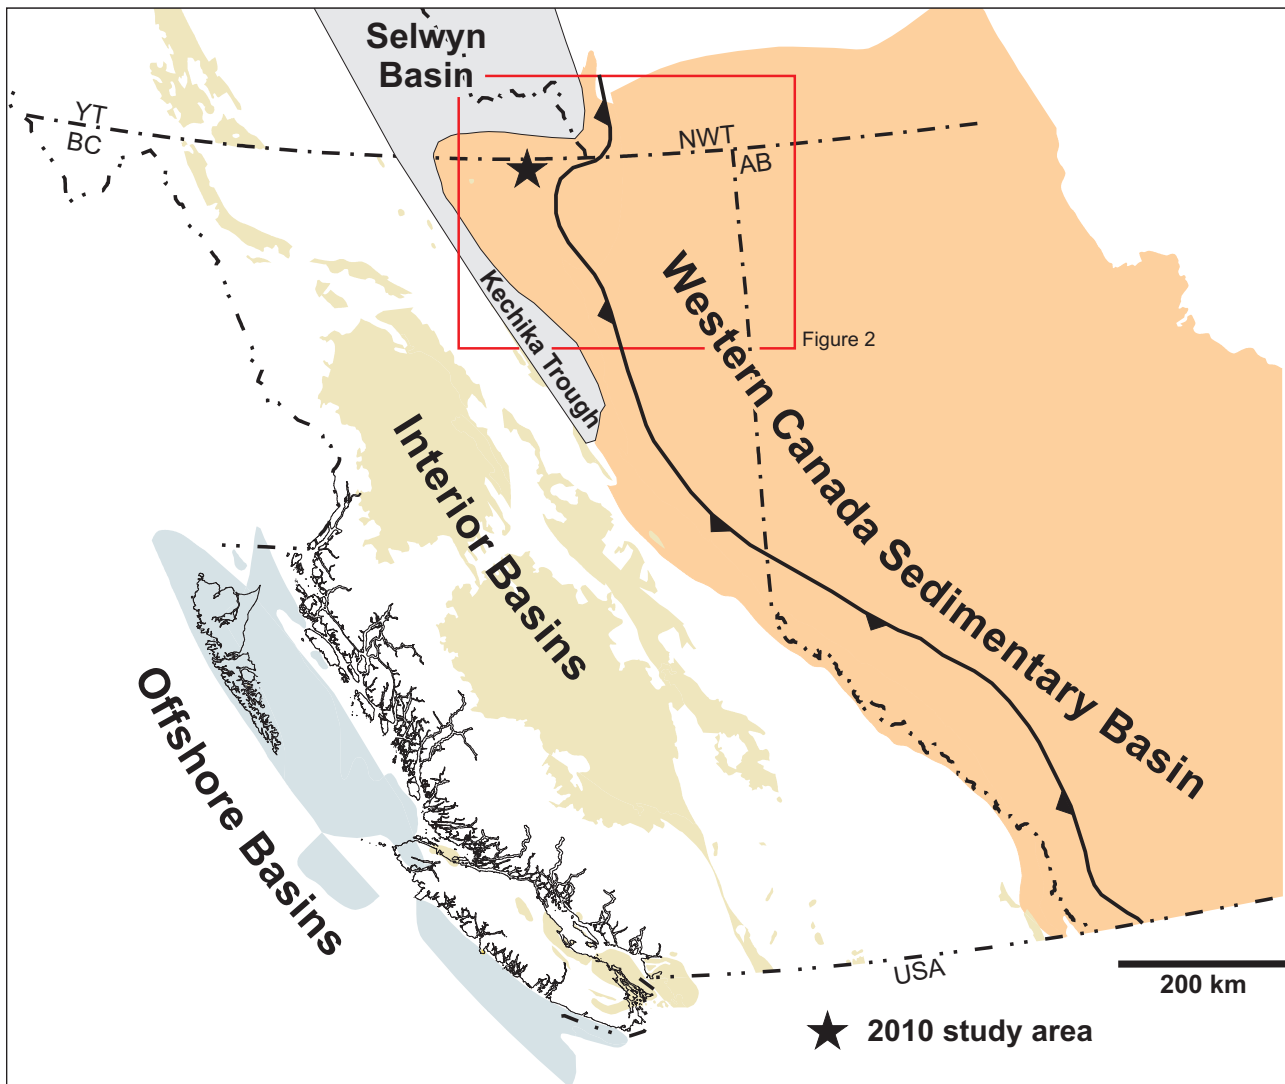 Selwyn
Basin
YT
BC
NWT
AB
Kechika Trough
Figure 2
Western Canada Sedimentary Basin
Interior Basins
Offshore Basins
USA
200 km
2010 study area